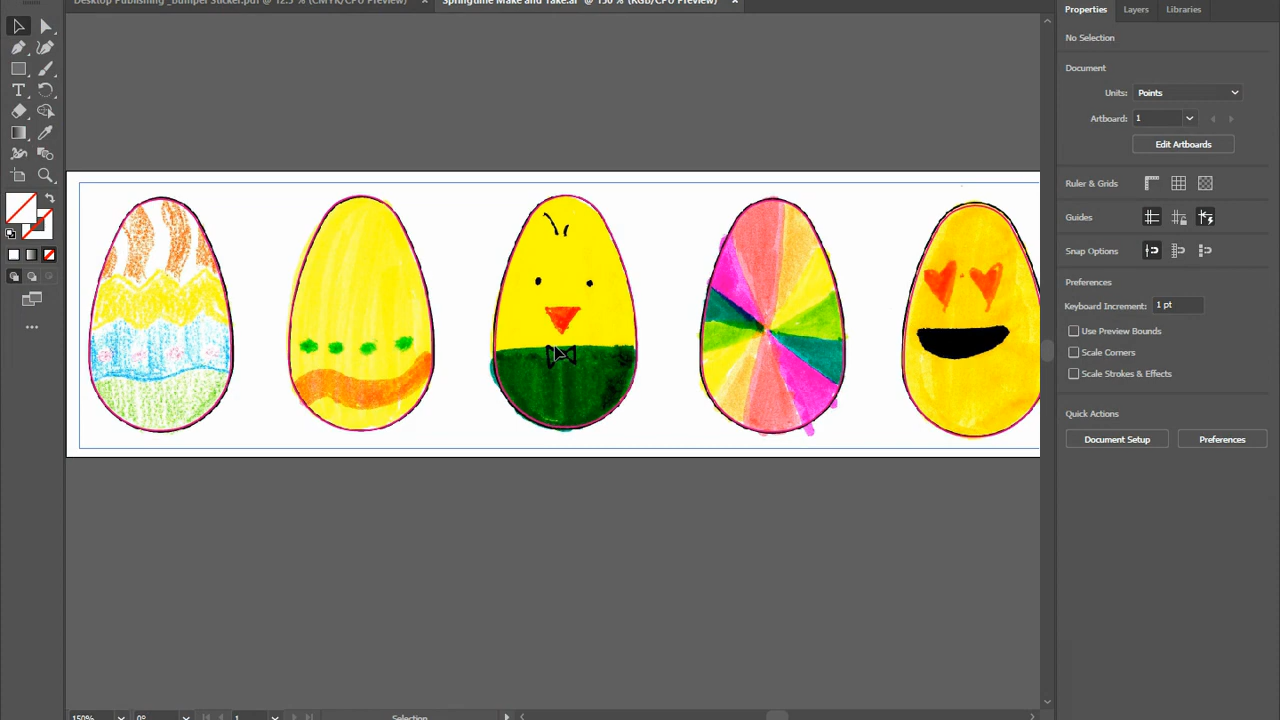 Desktop Publishing _Bumper Sticker.pdf @ 12.5 % (CMYK/CPU Preview)
Springtime Make and Take.ai* @ 150 % (RGB/CPU Preview)
Properties Layers Libraries
No Selection
Document
Units: Points
Artboard: 1
Edit Artboards
Ruler & Grids
Guides
Snap Options
Preferences
Keyboard Increment: 1 pt
Use Preview Bounds
Scale Corners
Scale Strokes & Effects
Quick Actions
Document Setup Preferences
150% 0° 1 Selection